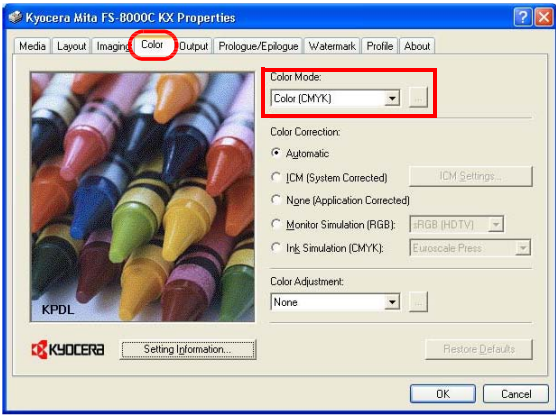 Kyocera Mita FS-8000C KX Properties
Media Layout Imaging Color Output Prologue/Epilogue Watermark Profile About
Color Mode:
Color (CMYK)
...
Color Correction:
Automatic
ICM (System Corrected)
ICM Settings...
None (Application Corrected)
Monitor Simulation (RGB):
sRGB (HDTV)
Ink Simulation (CMYK):
Euroscale Press
Color Adjustment:
None
...
KPDL
KYOCERA
Setting Information...
Restore Defaults
OK
Cancel